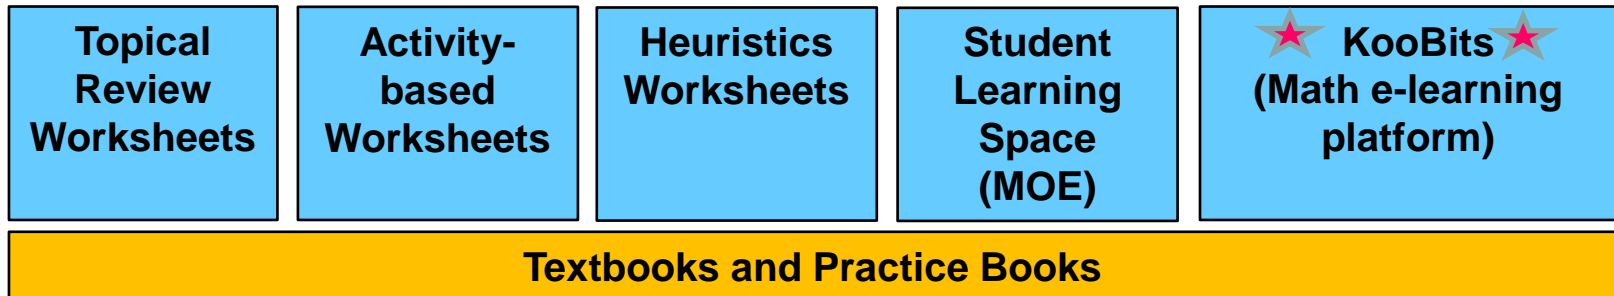 Topical
Review
Worksheets
Activity-
based
Worksheets
Heuristics
Worksheets
Student
Learning
Space
(MOE)
KooBits
(Math e-learning
platform)
Textbooks and Practice Books